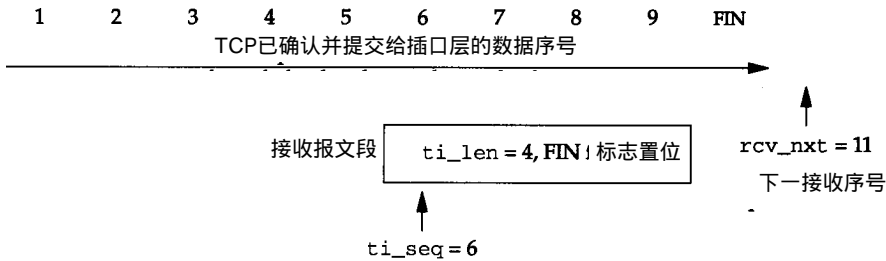 1 2 3 4 5 6 7 8 9 FIN
TCP已确认并提交给插口层的数据序号
接收报文段
ti_len = 4, FIN 标志置位
rcv_nxt = 11
下一接收序号
ti_seq = 6